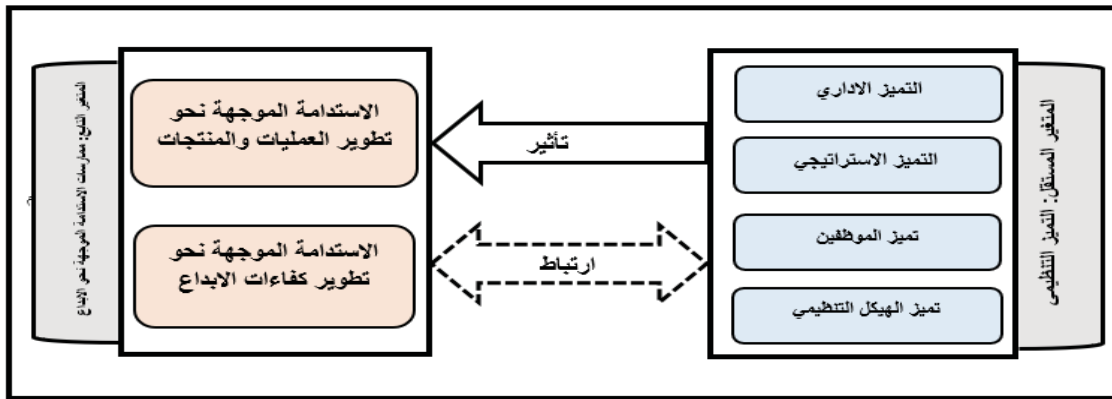 المتغير المستقل: التميز التنظيمي
التميز الاداري
التميز الاستراتيجي
تميز الموظفين
تميز الهيكل التنظيمي
تأثير
ارتباط
الاستدامة الموجهة نحو
تطوير العمليات والمنتجات
الاستدامة الموجهة نحو
تطوير كفاءات الابداع
المتغير التابع: ممارسات الاستدامة الموجهة نحو الابداع